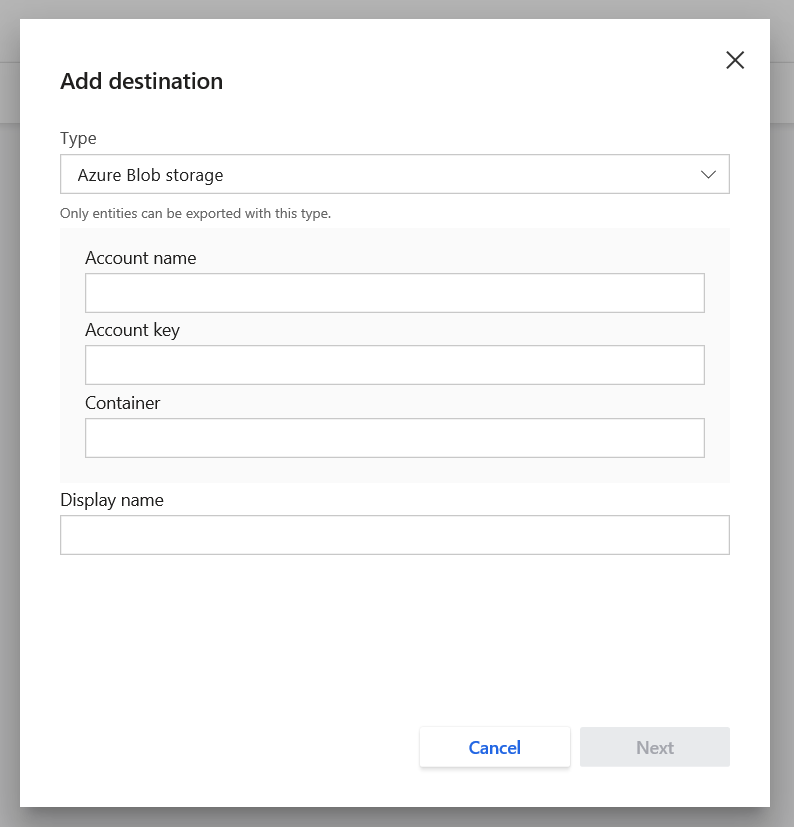 Add destination
Type
Azure Blob storage
Only entities can be exported with this type.
Account name
Account key
Container
Display name
Cancel
Next